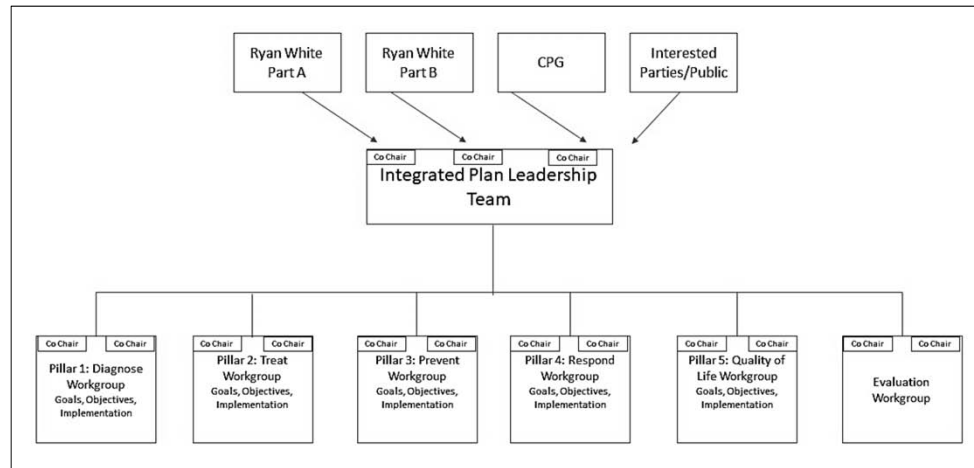 Ryan White
Part A
Ryan White
Part B
CPG
Interested
Parties/Public
Co Chair
Co Chair
Co Chair
Integrated Plan Leadership
Team
Co Chair
Co Chair
Pillar 1: Diagnose
Workgroup
Goals, Objectives,
Implementation
Co Chair
Co Chair
Pillar 2: Treat
Workgroup
Goals, Objectives,
Implementation
Co Chair
Co Chair
Pillar 3: Prevent
Workgroup
Goals, Objectives,
Implementation
Co Chair
Co Chair
Pillar 4: Respond
Workgroup
Goals, Objectives,
Implementation
Co Chair
Co Chair
Pillar 5: Quality of
Life Workgroup
Goals, Objectives,
Implementation
Co Chair
Co Chair
Evaluation
Workgroup